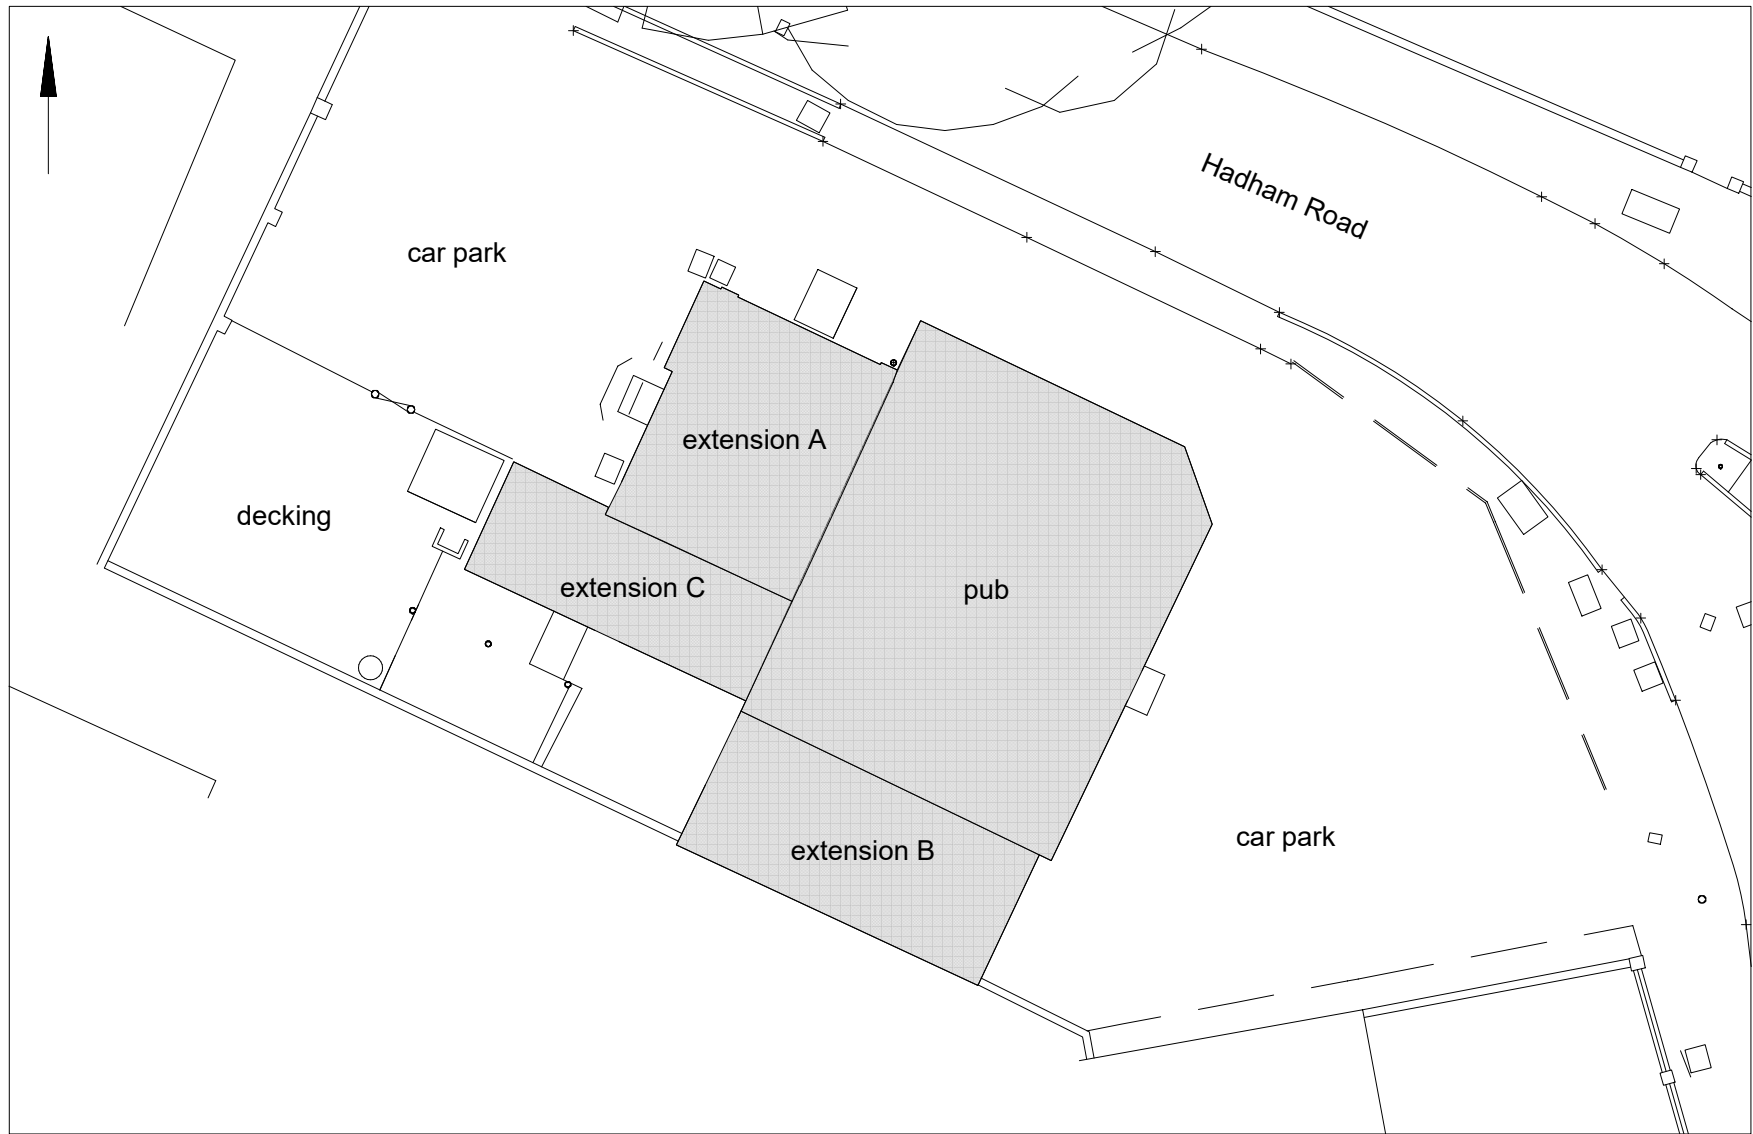 Hadham Road
car park
extension A
decking
extension C
pub
extension B
car park